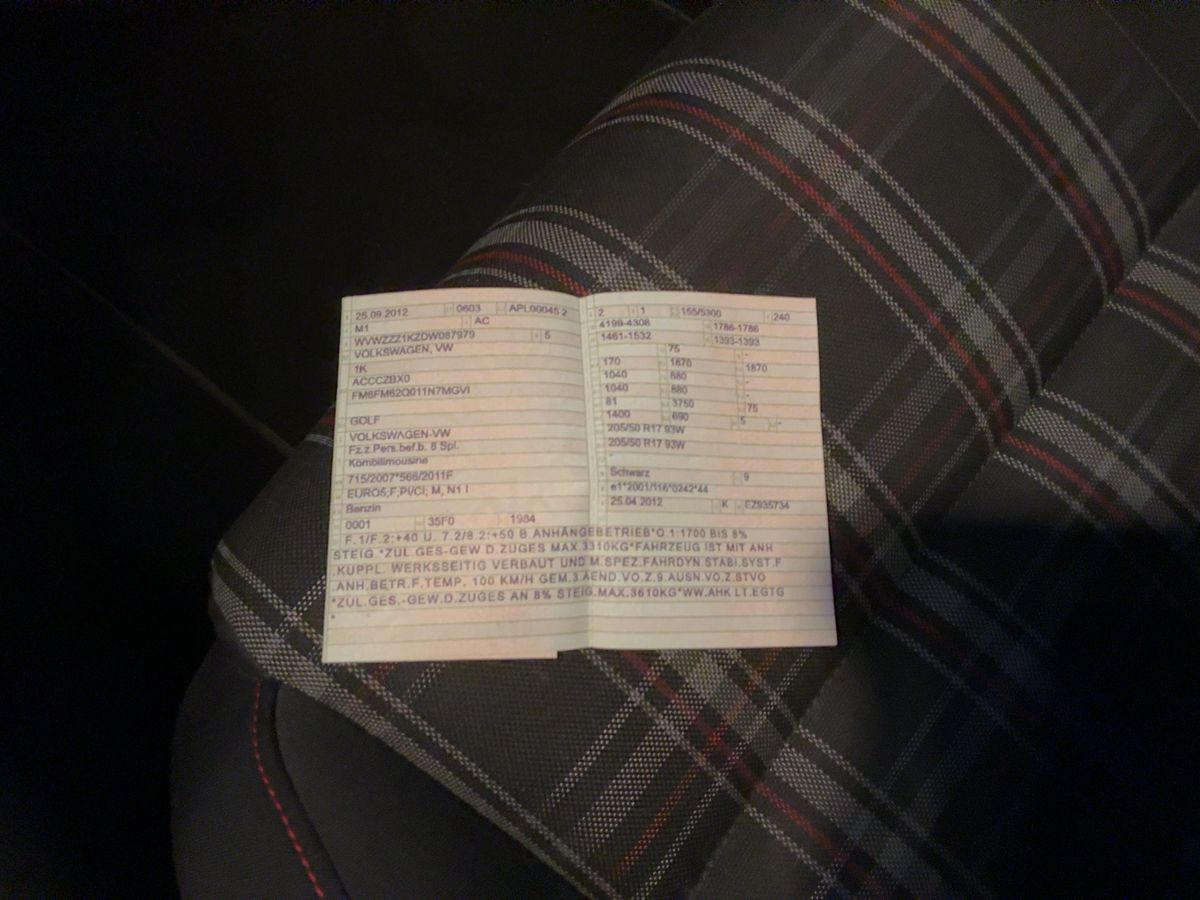 25.09.2012 0603 APL00045 2
M1 AC
WVWZZZ1KZDW087979 5
VOLKSWAGEN, VW
1K
ACCCZBX0
FM6FM62Q011N7MGVI
GOLF
VOLKSWAGEN-VW
Fz.z.Pers.bef.b. 8 Spl.
Kombilimousine
715/2007*566/2011F
EURO5;F;PI/CI; M, N1 I
Benzin
0001 35F0 1984
2 1 155/5300 240
4199-4308 1786-1786
1461-1532 1393-1393
75 -
170 1870 1870
1040 880 -
1040 880 -
81 3750 75
1400 690 5 -
205/50 R17 93W
205/50 R17 93W
-
Schwarz 9
e1*2001/116*0242*44
25.04.2012 K EZ935734
F.1/F.2:+40 U. 7.2/8.2:+50 B.ANHÄNGEBETRIEB*O.1:1700 BIS 8%
STEIG.*ZUL.GES-GEW.D.ZUGES MAX.3310KG*FAHRZEUG IST MIT ANH
.KUPPL. WERKSSEITIG VERBAUT UND M.SPEZ.FAHRDYN.STABI.SYST.F
.ANH.BETR.F.TEMP. 100 KM/H GEM.3.AEND.VO.Z.9.AUSN.VO.Z.STVO
*ZUL.GES.-GEW.D.ZUGES AN 8% STEIG.MAX.3610KG*WW.AHK LT.EGTG
*